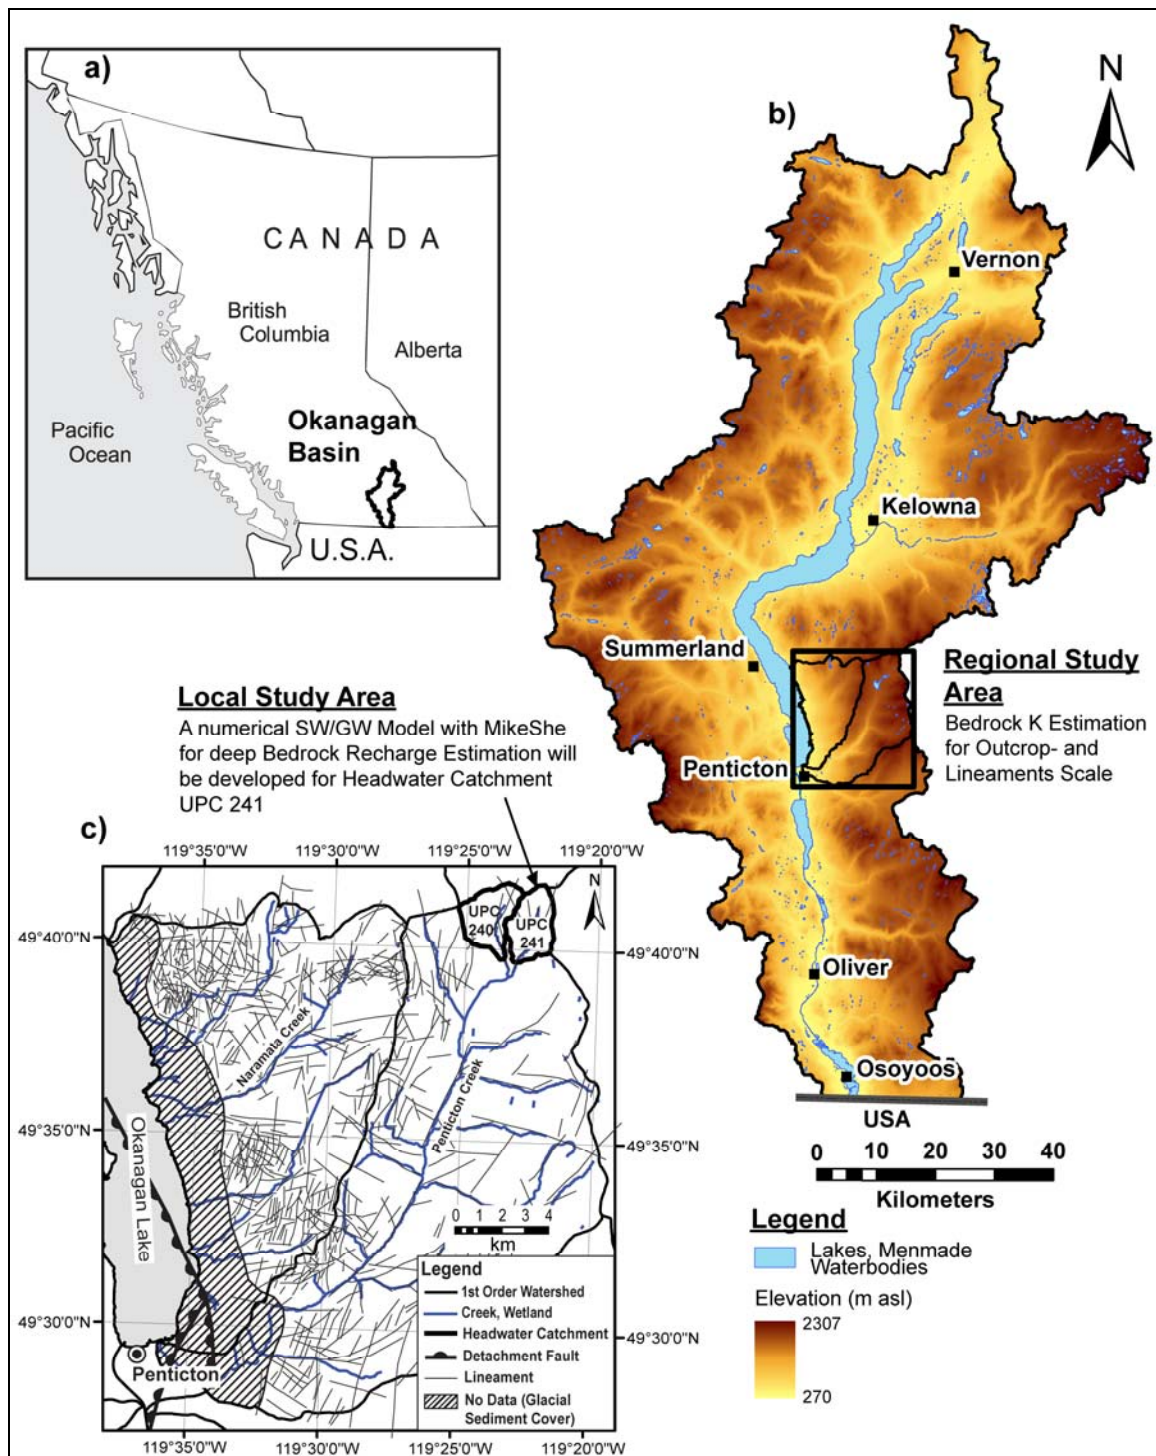 a)
CANADA
British
Columbia
Alberta
Pacific
Ocean
Okanagan
Basin
U.S.A.
b)
N
Vernon
Kelowna
Summerland
Penticton
Oliver
Osoyoos
USA
Regional Study
Area
Bedrock K Estimation
for Outcrop- and
Lineaments Scale
0 10 20 30 40
Kilometers
Legend
Lakes, Menmade
Waterbodies
Elevation (m asl)
2307
270
Local Study Area
A numerical SW/GW Model with MikeShe
for deep Bedrock Recharge Estimation will
be developed for Headwater Catchment
UPC 241
c)
119°35'0"W 119°30'0"W 119°25'0"W 119°20'0"W
N
UPC
240
UPC
241
49°40'0"N 49°40'0"N
Naramata Creek
Penticton Creek
49°35'0"N 49°35'0"N
Okanagan Lake
0 1 2 3 4
km
49°30'0"N 49°30'0"N
Penticton
Legend
1st Order Watershed
Creek, Wetland
Headwater Catchment
Detachment Fault
Lineament
No Data (Glacial
Sediment Cover)
119°35'0"W 119°30'0"W 119°25'0"W 119°20'0"W